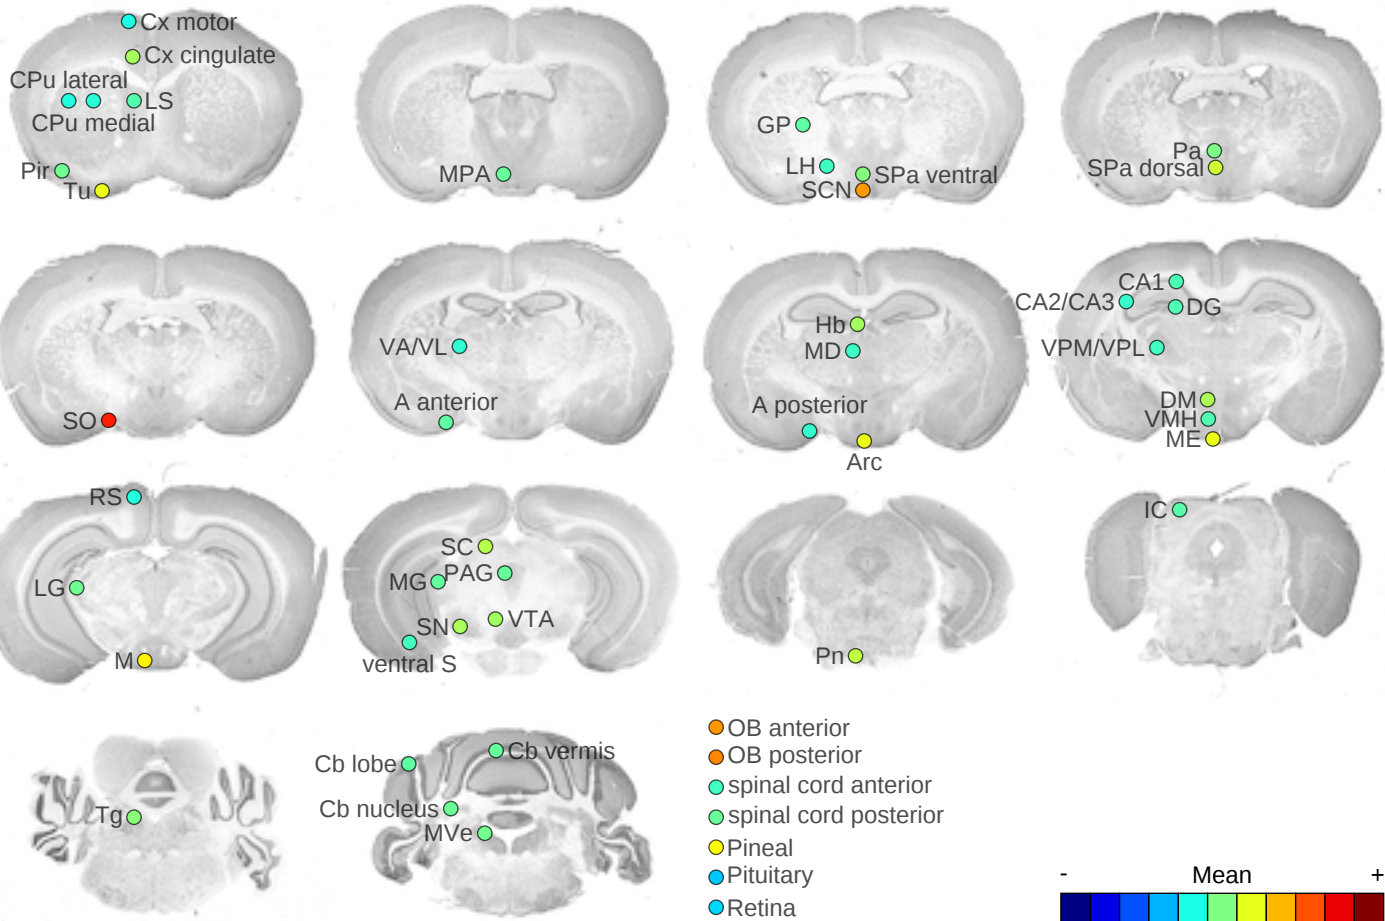 Cx motor
Cx cingulate
CPu lateral
LS
CPu medial
Pir
Tu
MPA
GP
LH
SPa ventral
SCN
Pa
SPa dorsal
SO
VA/VL
A anterior
Hb
MD
A posterior
Arc
CA1
CA2/CA3
DG
VPM/VPL
DM
VMH
ME
RS
LG
M
SC
MG
PAG
SN
VTA
ventral S
Pn
IC
Tg
Cb lobe
Cb vermis
Cb nucleus
MVe
OB anterior
OB posterior
spinal cord anterior
spinal cord posterior
Pineal
Pituitary
Retina
- Mean +